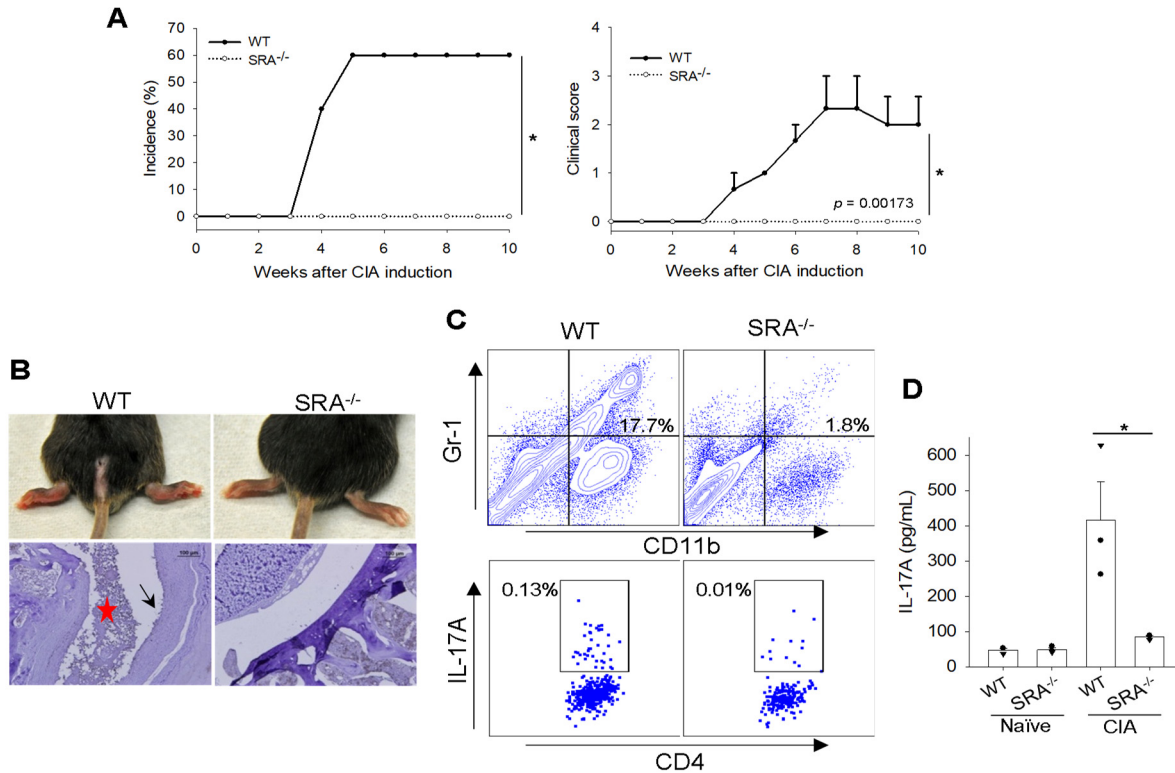 A
WT
SRA-/-
Incidence (%)
70
60
50
40
30
20
10
0
*
0 2 4 6 8 10
Weeks after CIA induction
WT
SRA-/-
Clinical score
4
3
2
1
0
*
p = 0.00173
0 2 4 6 8 10
Weeks after CIA induction
B
WT SRA-/-
100 µm
C
WT SRA-/-
Gr-1
17.7% 1.8%
CD11b
IL-17A
0.13% 0.01%
CD4
D
IL-17A (pg/mL)
600
500
400
300
200
100
0
*
WT SRA-/- WT SRA-/-
Naïve CIA